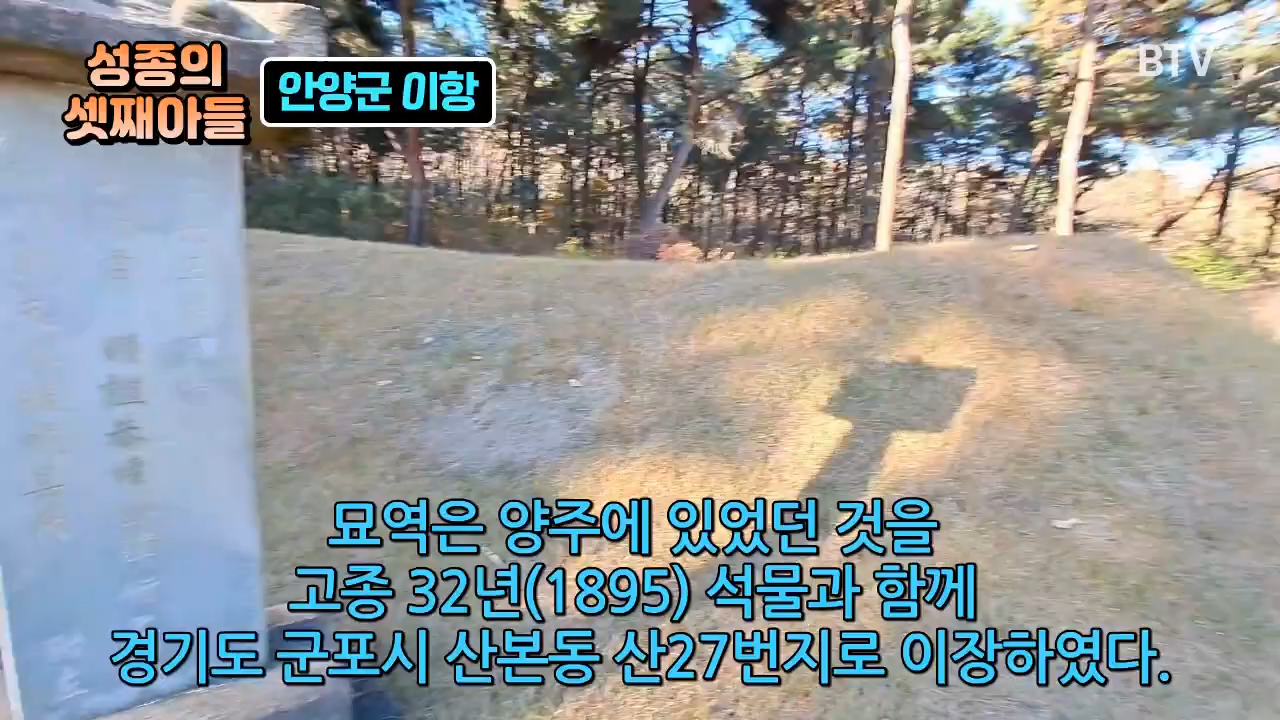 성종의
셋째아들
안양군 이항
BTV
묘역은 양주에 있었던 것을
고종 32년(1895) 석물과 함께
경기도 군포시 산본동 산27번지로 이장하였다.